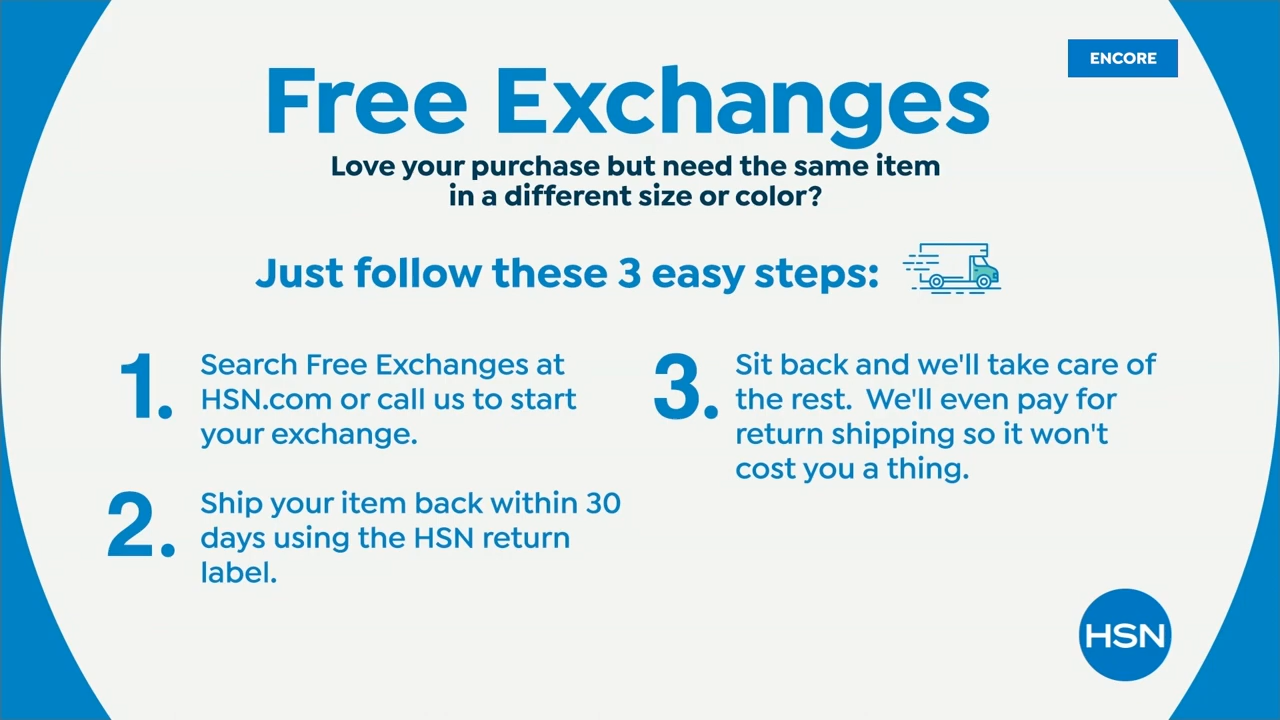 ENCORE
Free Exchanges
Love your purchase but need the same item
in a different size or color?
Just follow these 3 easy steps:
1. Search Free Exchanges at
HSN.com or call us to start
your exchange.
2. Ship your item back within 30
days using the HSN return
label.
3. Sit back and we'll take care of
the rest. We'll even pay for
return shipping so it won't
cost you a thing.
HSN